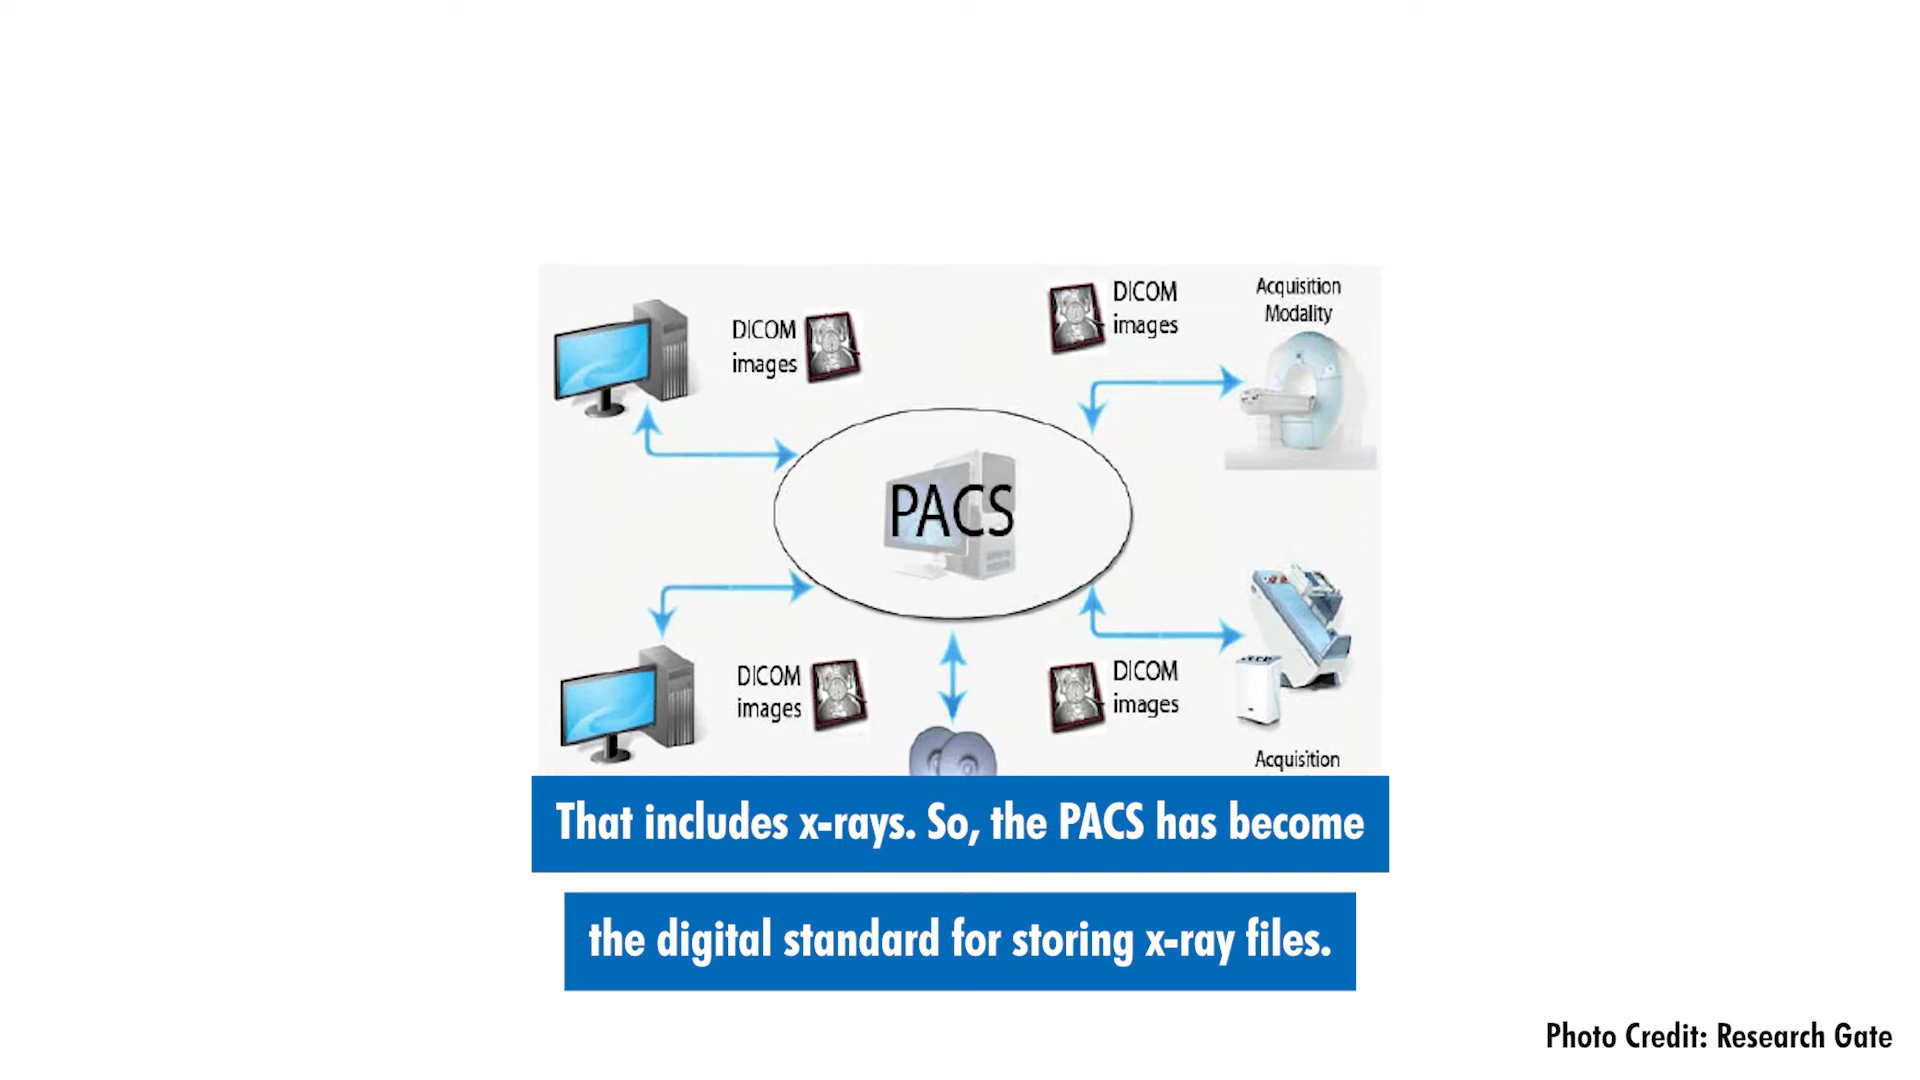 DICOM
images
DICOM
images
Acquisition
Modality
PACS
DICOM
images
DICOM
images
Acquisition
That includes x-rays. So, the PACS has become
the digital standard for storing x-ray files.
Photo Credit: Research Gate